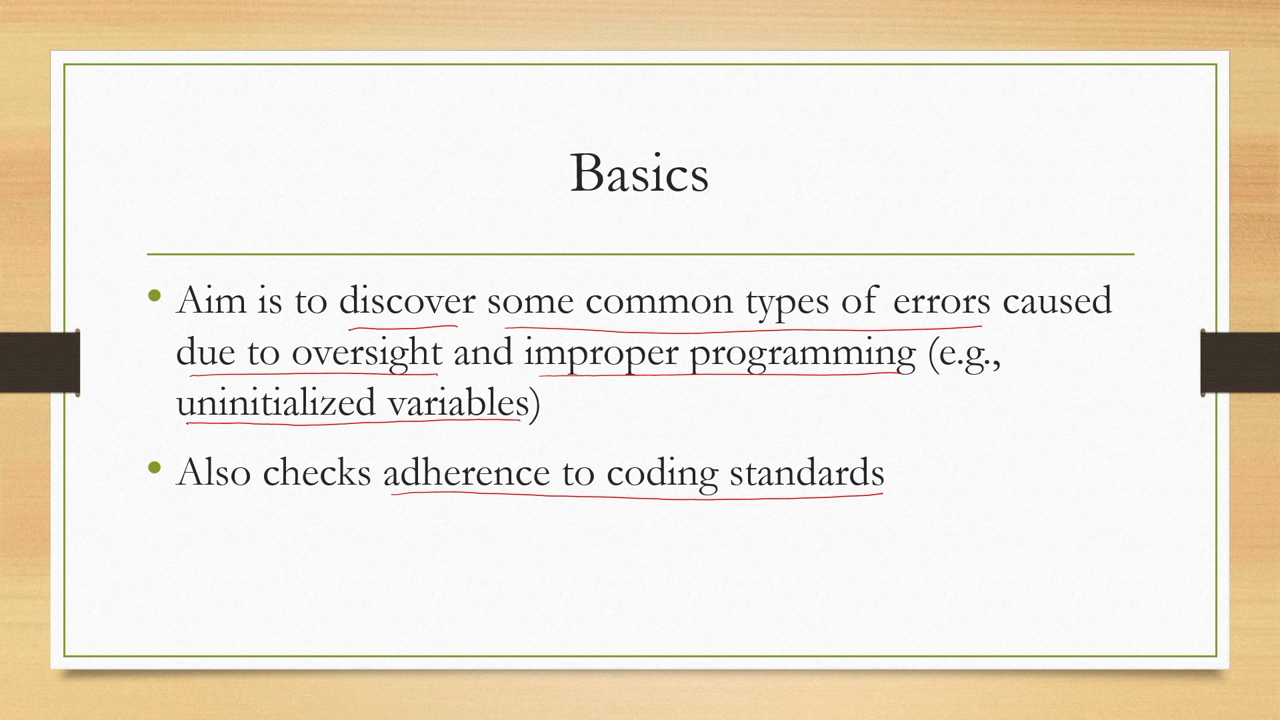 Basics
• Aim is to discover some common types of errors caused
due to oversight and improper programming (e.g.,
uninitialized variables)
• Also checks adherence to coding standards